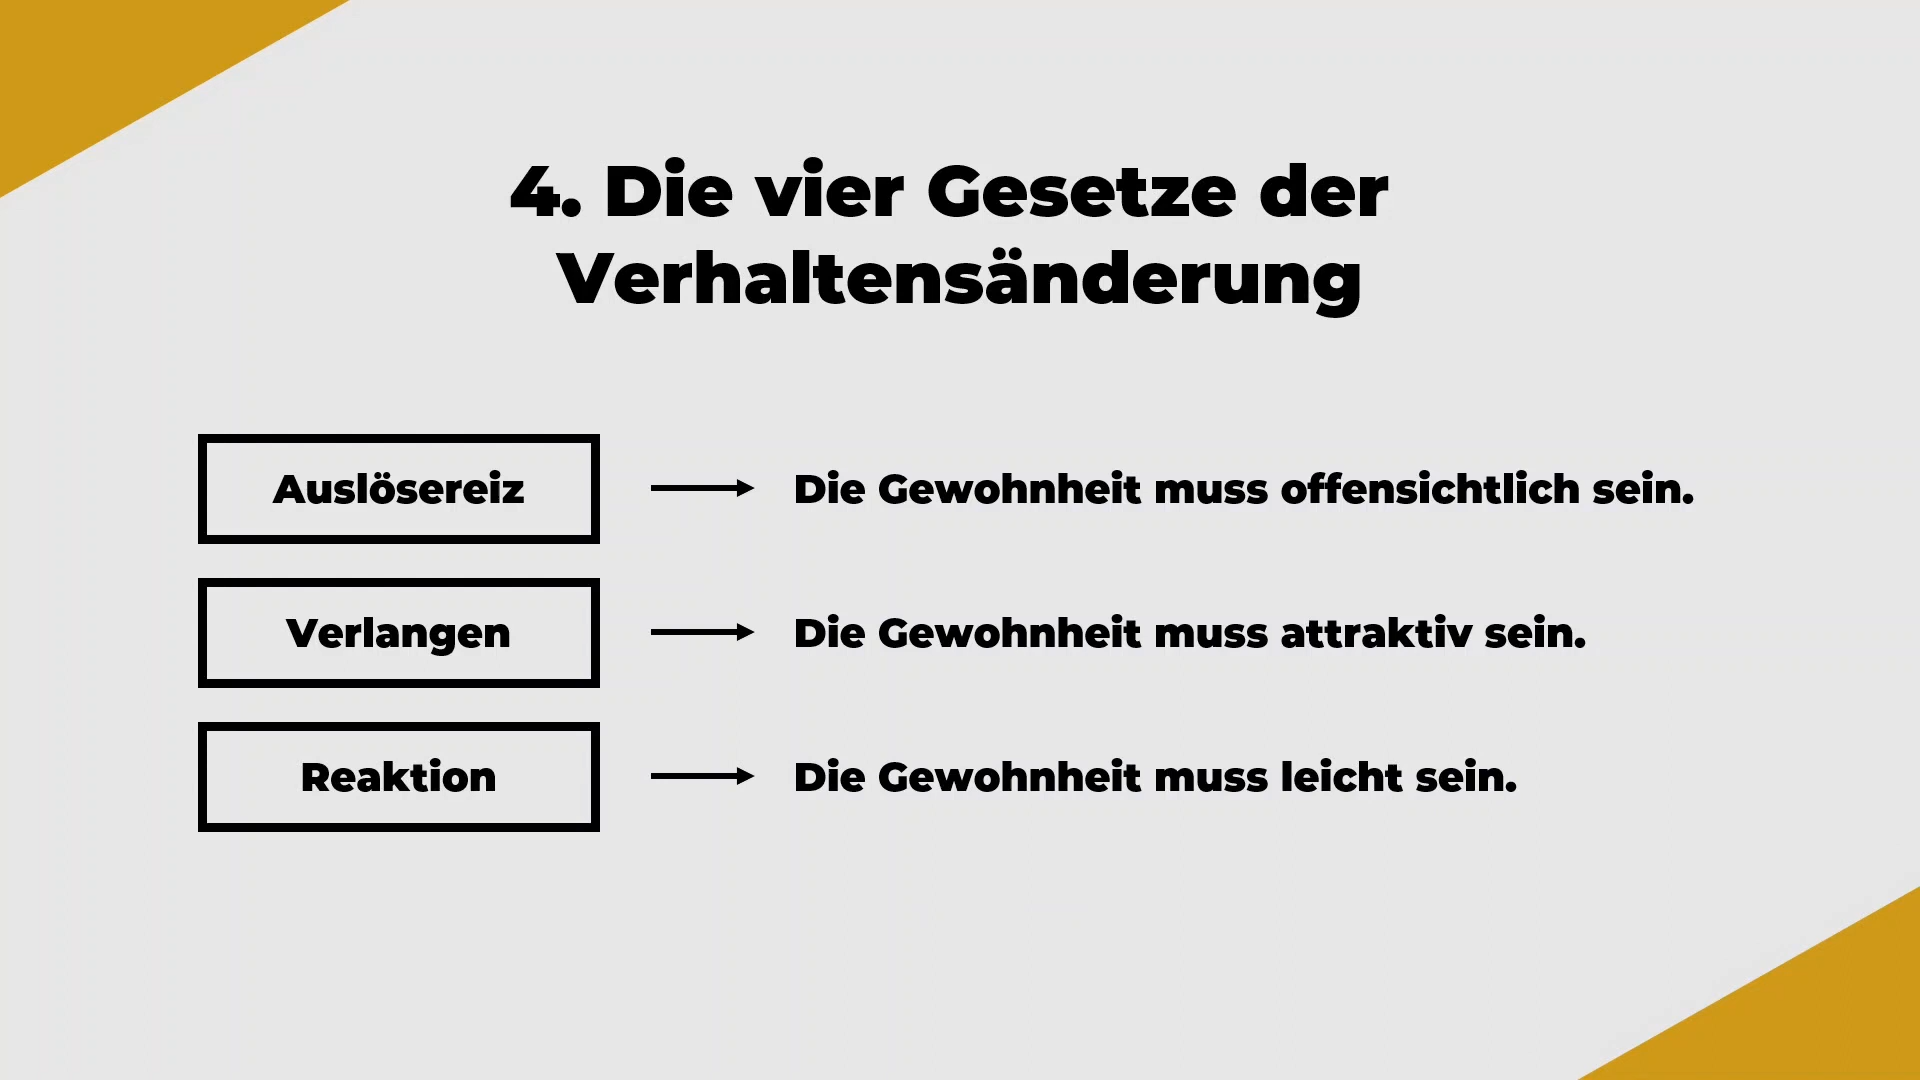 4. Die vier Gesetze der
Verhaltensänderung
Auslösereiz
Die Gewohnheit muss offensichtlich sein.
Verlangen
Die Gewohnheit muss attraktiv sein.
Reaktion
Die Gewohnheit muss leicht sein.